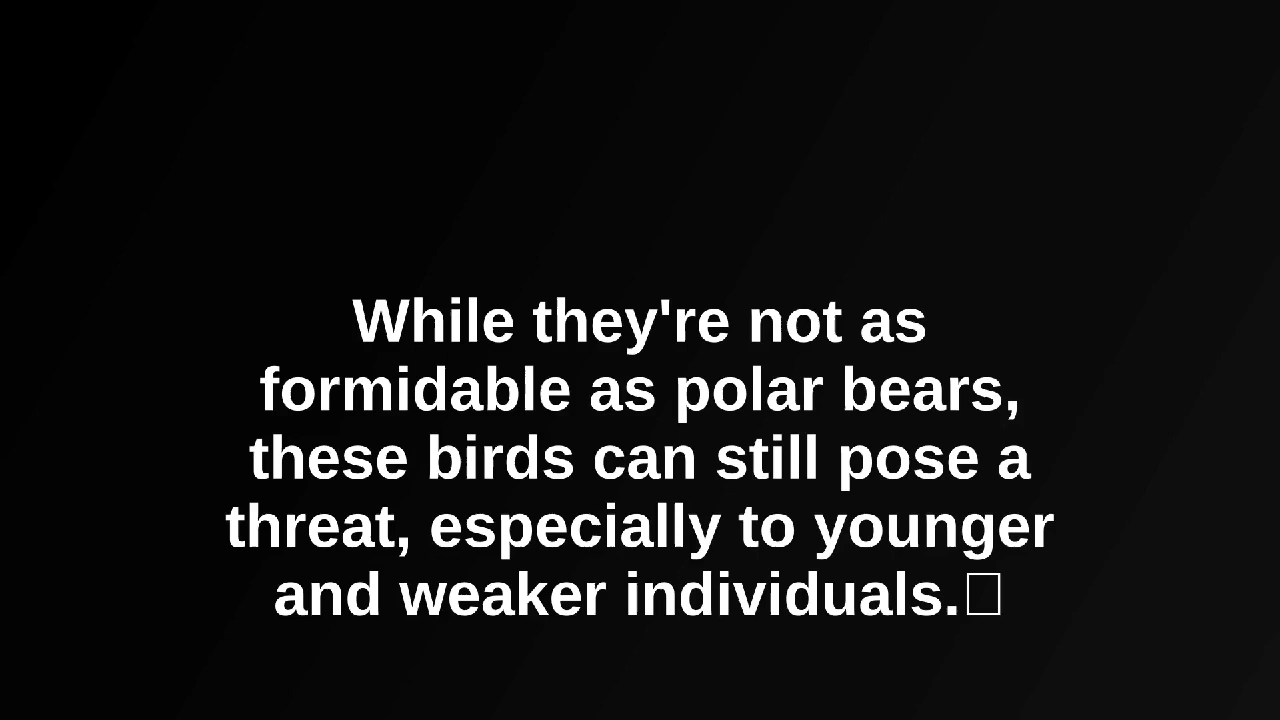 While they're not as
formidable as polar bears,
these birds can still pose a
threat, especially to younger
and weaker individuals.